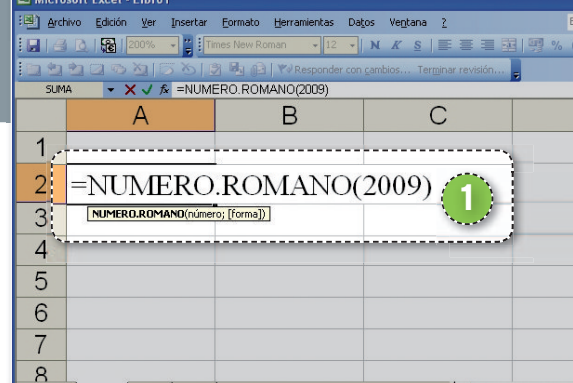 Microsoft Excel - Libro1
Archivo Edición Ver Insertar Formato Herramientas Datos Ventana ?
200% Times New Roman 12 N K S %
Responder con cambios... Terminar revisión...
SUMA fx =NUMERO.ROMANO(2009)
A B C
1
2 =NUMERO.ROMANO(2009) 1
NUMERO.ROMANO(número; [forma])
3
4
5
6
7
8